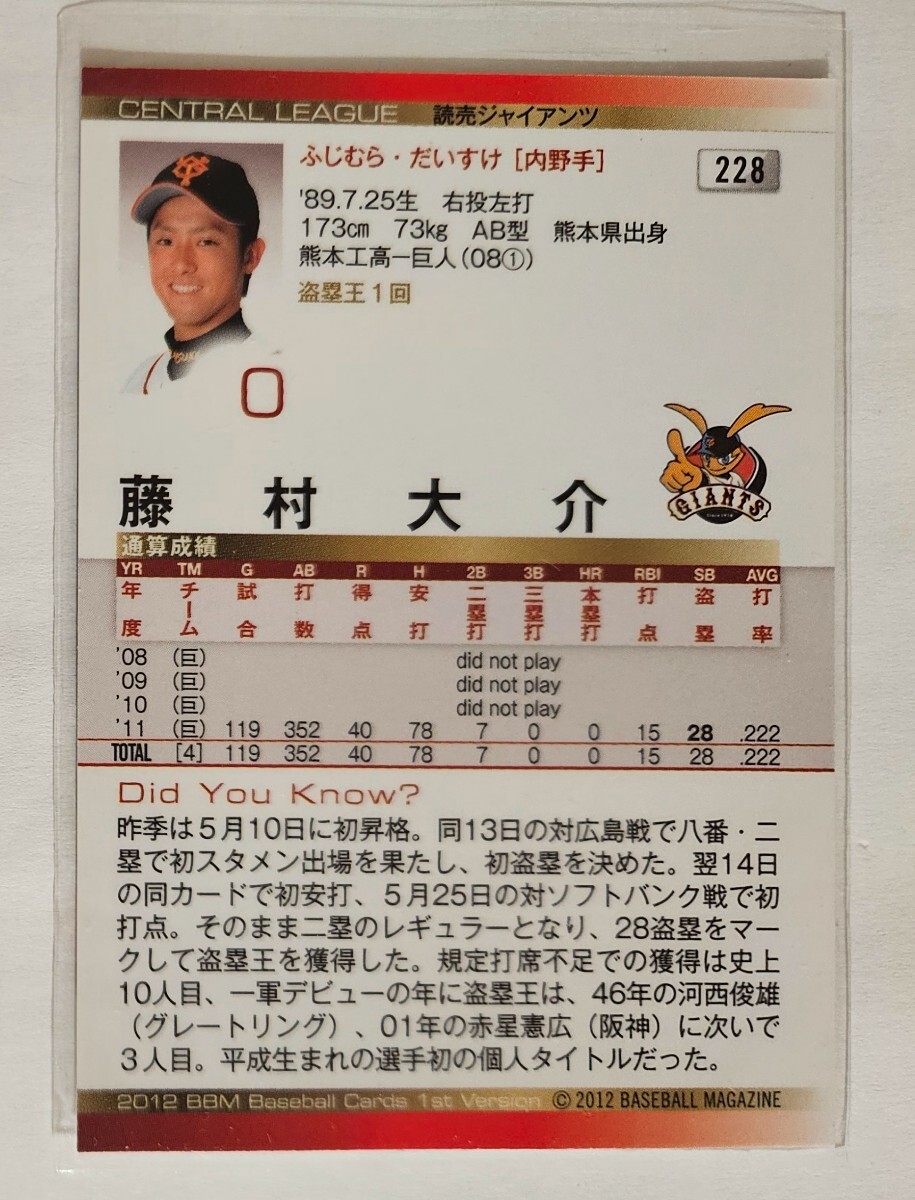 CENTRAL LEAGUE 読売ジャイアンツ
ふじむら・だいすけ [内野手] 228
'89.7.25生 右投左打
173cm 73kg AB型 熊本県出身
熊本工高ー巨人(08①)
盗塁王1回
0
GIANTS
藤村大介
通算成績
YR TM G AB R H 2B 3B HR RBI SB AVG
年度 チーム 試合 打数 得点 安打 二塁打 三塁打 本塁打 打点 盗塁 打率
'08 (巨) did not play
'09 (巨) did not play
'10 (巨) did not play
'11 (巨) 119 352 40 78 7 0 0 15 28 .222
TOTAL [4] 119 352 40 78 7 0 0 15 28 .222
Did You Know?
昨季は5月10日に初昇格。同13日の対広島戦で八番・二
塁で初スタメン出場を果たし、初盗塁を決めた。翌14日
の同カードで初安打、5月25日の対ソフトバンク戦で初
打点。そのまま二塁のレギュラーとなり、28盗塁をマー
クして盗塁王を獲得した。規定打席不足での獲得は史上
10人目、一軍デビューの年に盗塁王は、46年の河西俊雄
(グレートリング)、01年の赤星憲広(阪神)に次いで
3人目。平成生まれの選手初の個人タイトルだった。
2012 BBM Baseball Cards 1st Version © 2012 BASEBALL MAGAZINE